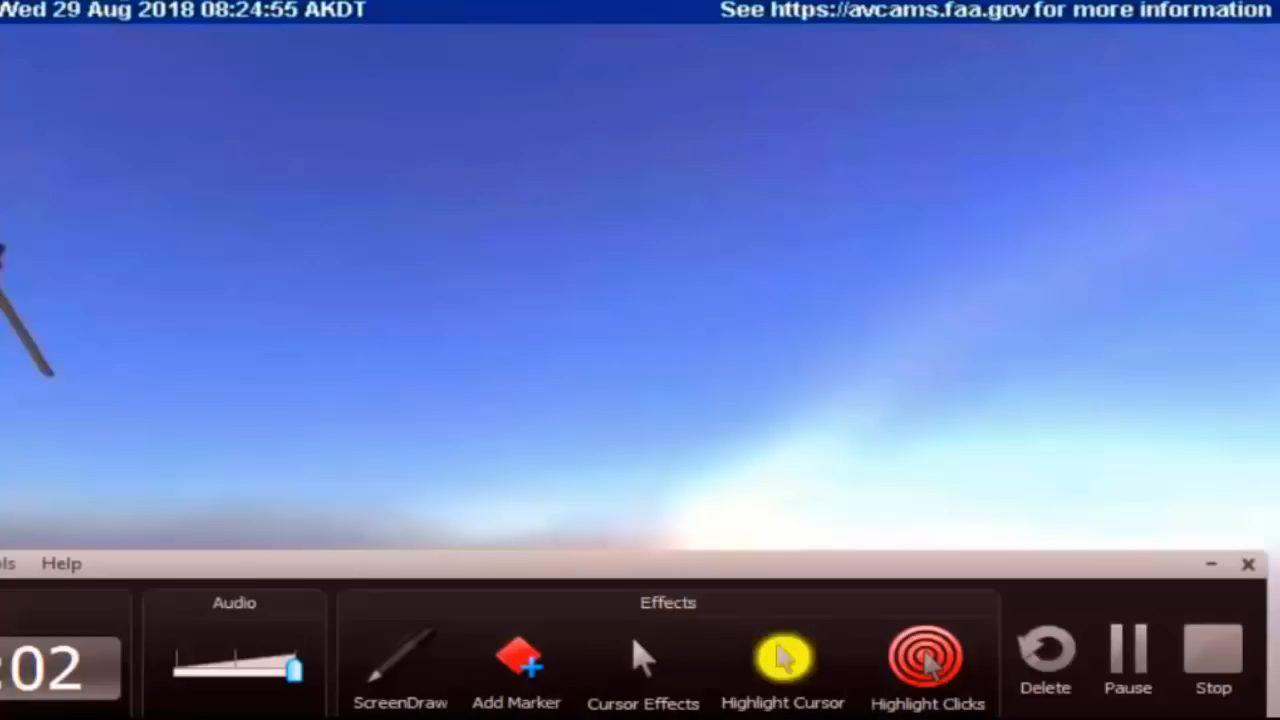 Wed 29 Aug 2018 08:24:55 AKDT
See https://avcams.faa.gov for more information
Help
Audio
Effects
:02
ScreenDraw
Add Marker
Cursor Effects
Highlight Cursor
Highlight Clicks
Delete
Pause
Stop